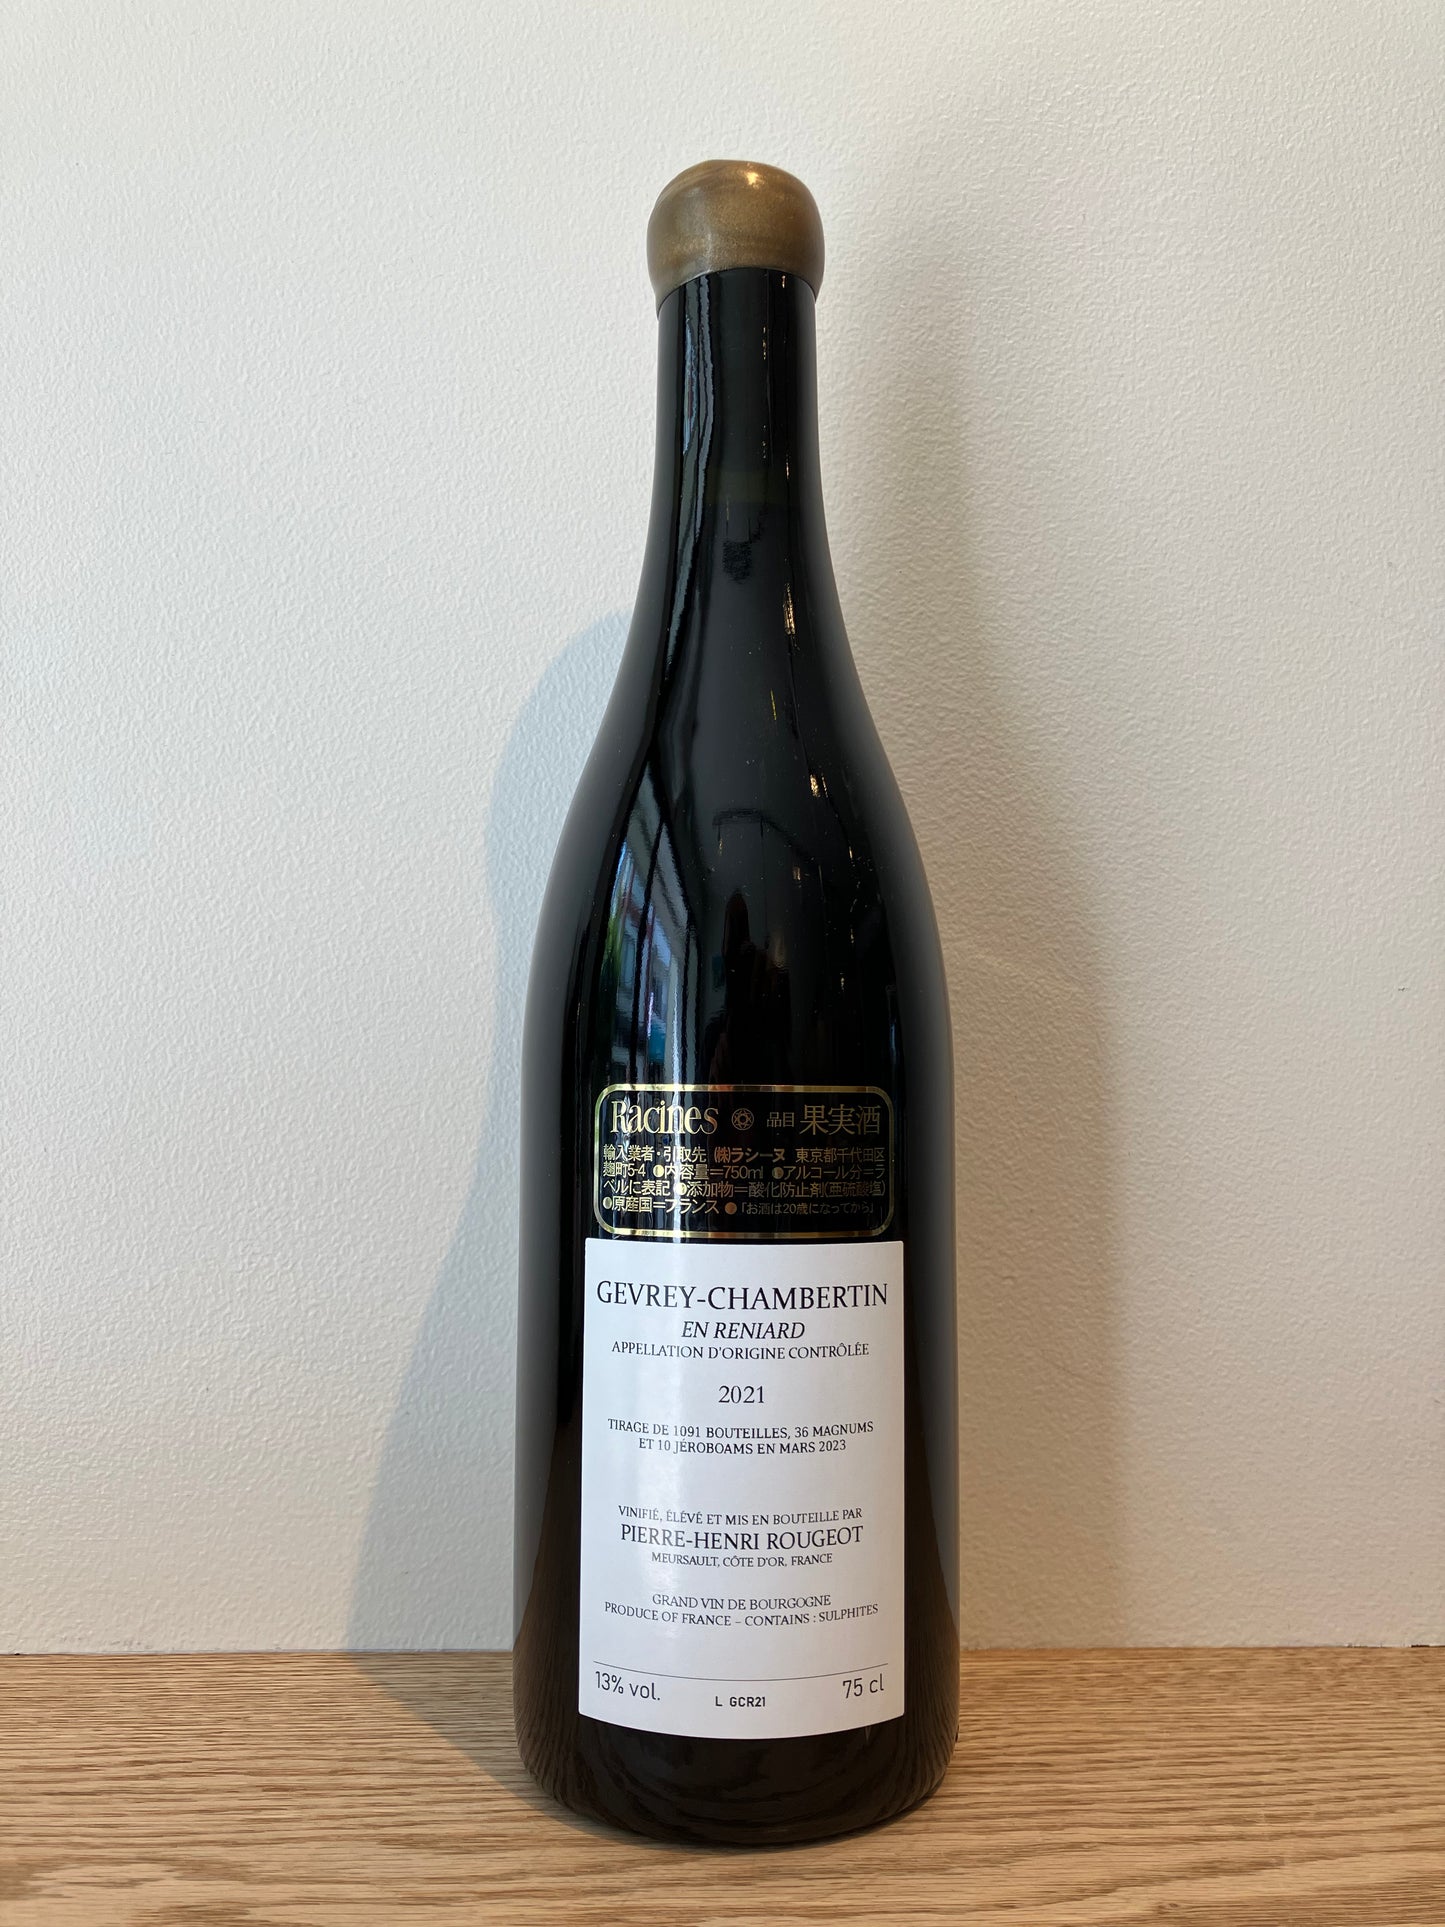 Racines 品目 果実酒
輸入業者・引取先 ㈱ラシーヌ 東京都千代田区
麹町5-4 ●内容量=750ml ●アルコール分=ラ
ベルに表記 ●添加物=酸化防止剤(亜硫酸塩)
●原産国=フランス ●「お酒は20歳になってから」
GEVREY-CHAMBERTIN
EN RENIARD
APPELLATION D'ORIGINE CONTRÔLÉE
2021
TIRAGE DE 1091 BOUTEILLES, 36 MAGNUMS
ET 10 JÉROBOAMS EN MARS 2023
VINIFIÉ, ÉLÉVÉ ET MIS EN BOUTEILLE PAR
PIERRE-HENRI ROUGEOT
MEURSAULT, CÔTE D'OR, FRANCE
GRAND VIN DE BOURGOGNE
PRODUCE OF FRANCE – CONTAINS : SULPHITES
13% vol. L GCR21 75 cl